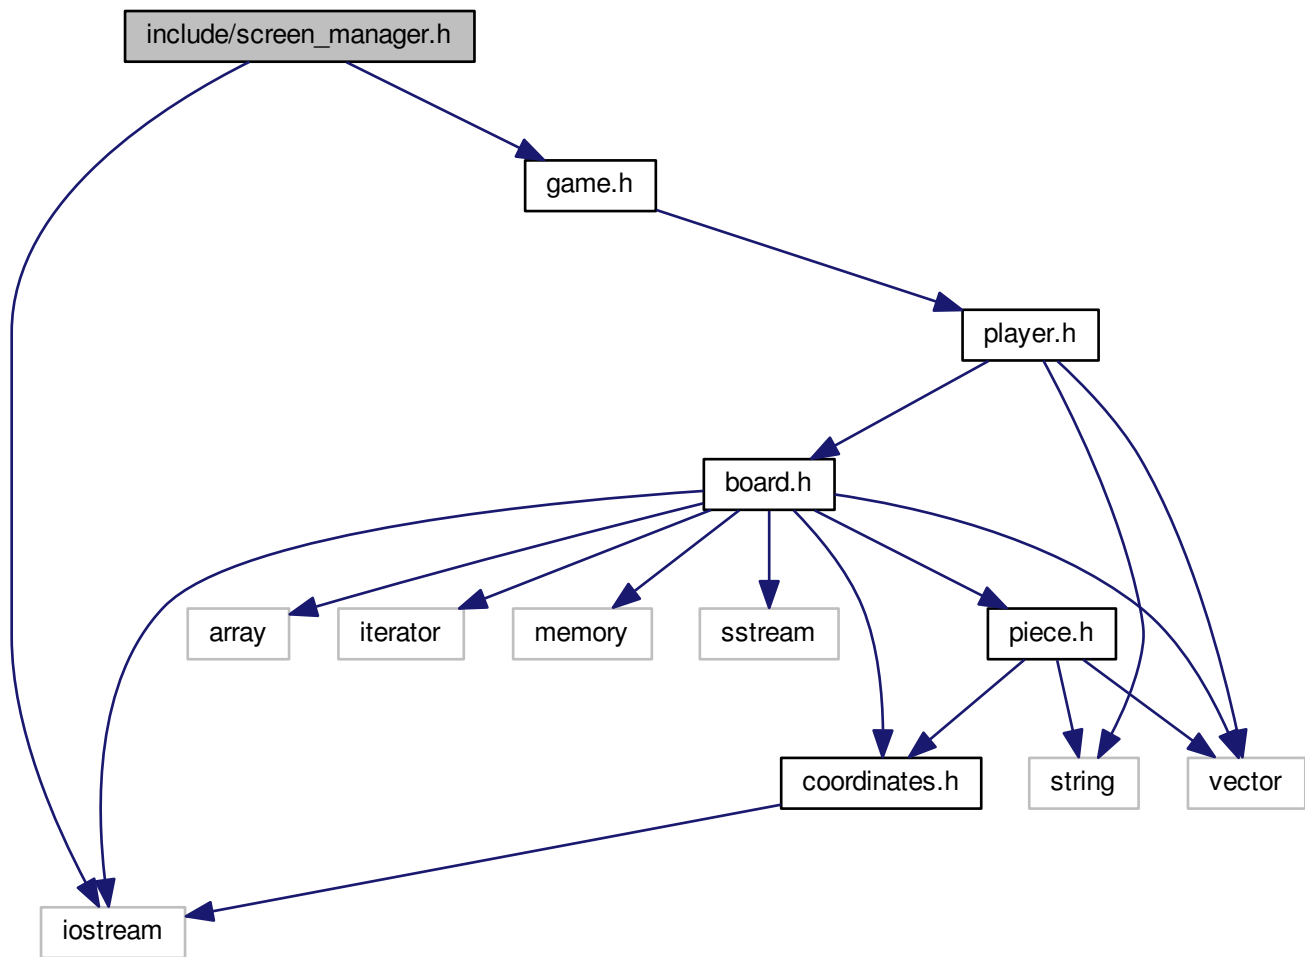 include/screen_manager.h
game.h
player.h
board.h
array
iterator
memory
sstream
piece.h
coordinates.h
string
vector
iostream